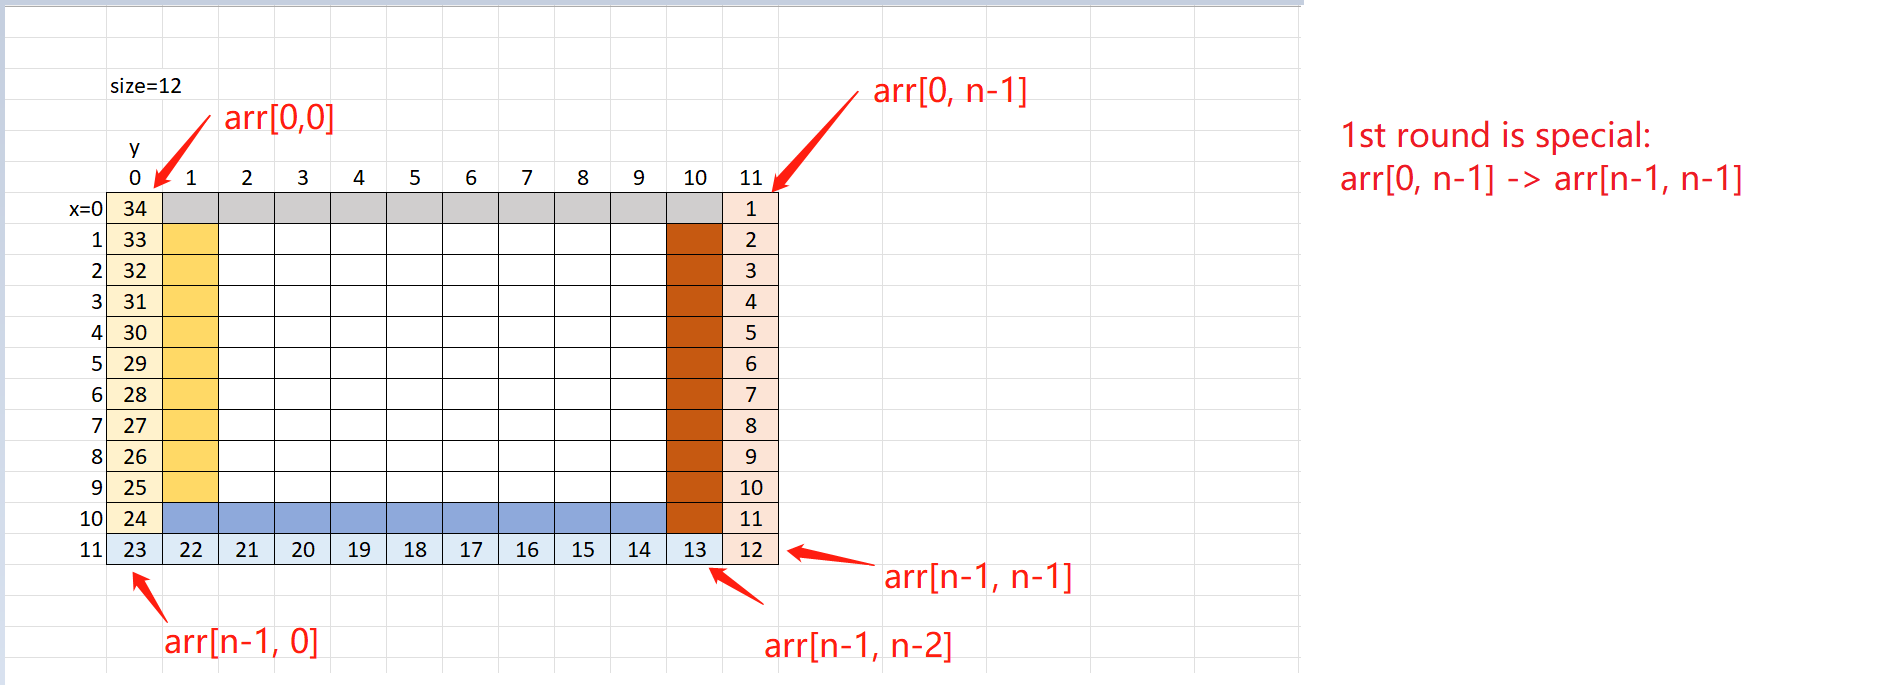 size=12
arr[0,0]
arr[0, n-1]
1st round is special:
arr[0, n-1] -> arr[n-1, n-1]
y
0 1 2 3 4 5 6 7 8 9 10 11
x=0 34 1
1 33 2
2 32 3
3 31 4
4 30 5
5 29 6
6 28 7
7 27 8
8 26 9
9 25 10
10 24 11
11 23 22 21 20 19 18 17 16 15 14 13 12
arr[n-1, n-1]
arr[n-1, 0]
arr[n-1, n-2]